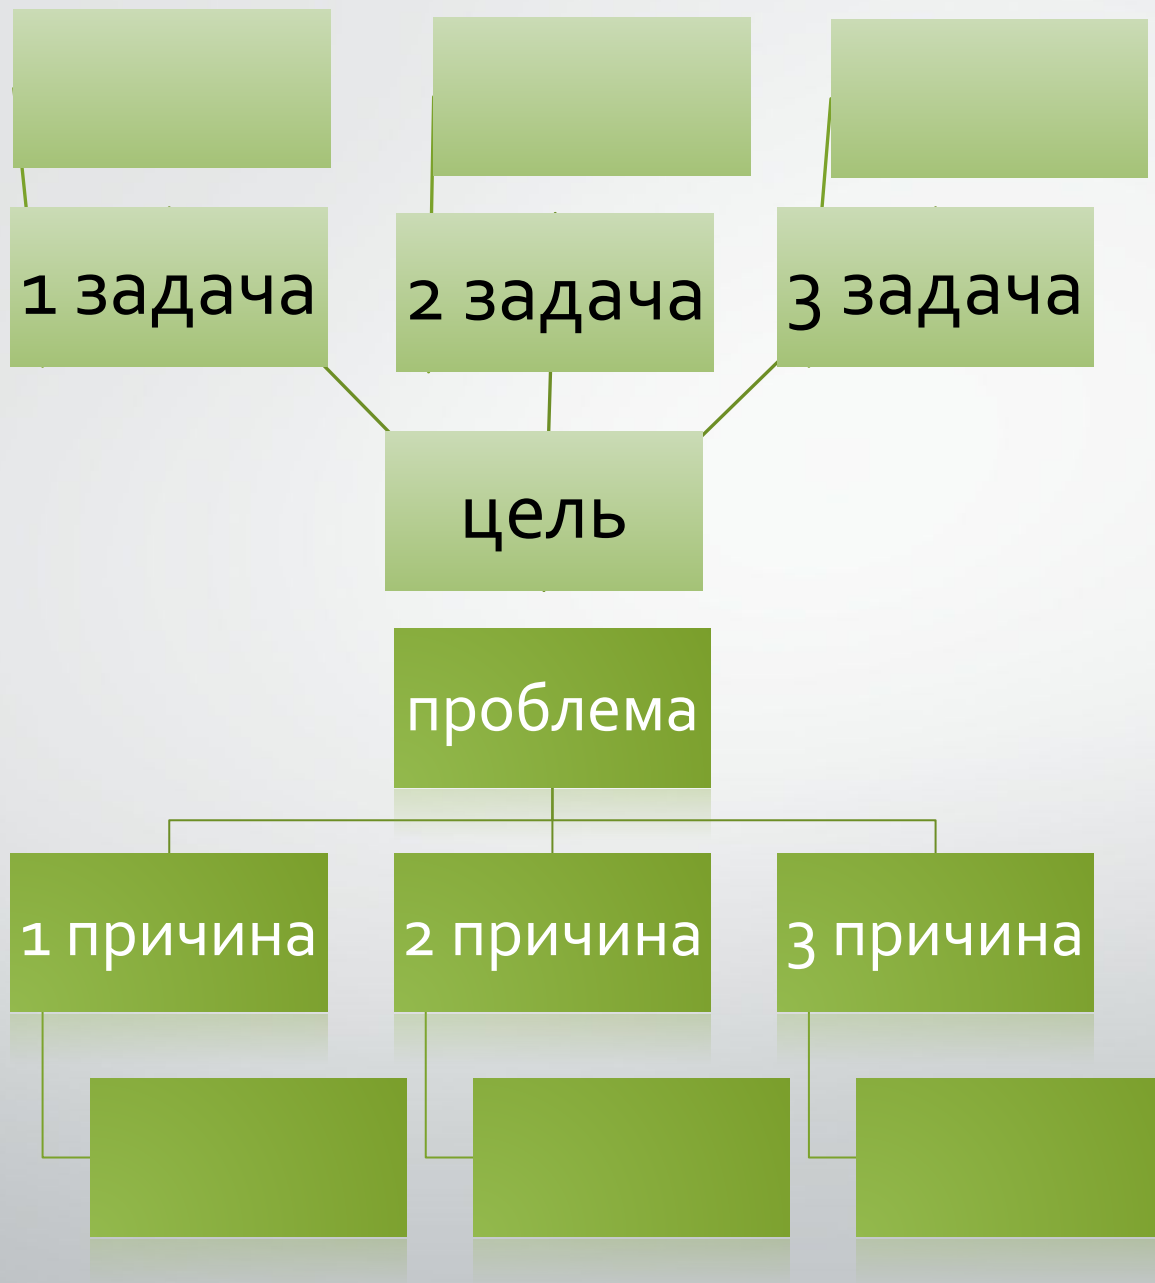 1 задача
2 задача
3 задача
цель
проблема
1 причина
2 причина
3 причина